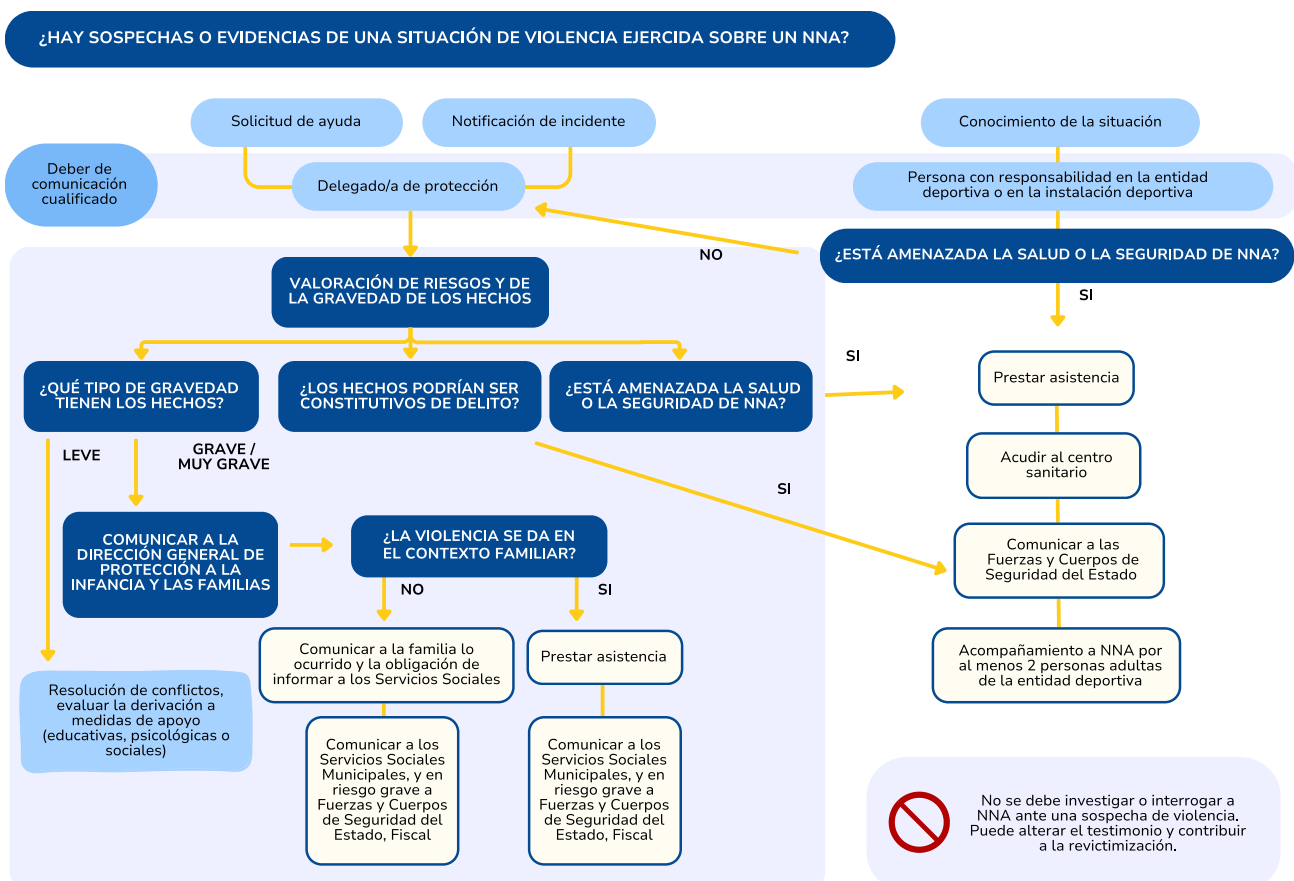 ¿HAY SOSPECHAS O EVIDENCIAS DE UNA SITUACIÓN DE VIOLENCIA EJERCIDA SOBRE UN NNA?
Solicitud de ayuda
Notificación de incidente
Conocimiento de la situación
Deber de
comunicación
cualificado
Delegado/a de protección
Persona con responsabilidad en la entidad
deportiva o en la instalación deportiva
NO
¿ESTÁ AMENAZADA LA SALUD O LA SEGURIDAD DE NNA?
SI
VALORACIÓN DE RIESGOS Y DE
LA GRAVEDAD DE LOS HECHOS
¿QUÉ TIPO DE GRAVEDAD
TIENEN LOS HECHOS?
¿LOS HECHOS PODRÍAN SER
CONSTITUTIVOS DE DELITO?
¿ESTÁ AMENAZADA LA SALUD
O LA SEGURIDAD DE NNA?
SI
Prestar asistencia
LEVE
GRAVE /
MUY GRAVE
SI
Acudir al centro
sanitario
COMUNICAR A LA
DIRECCIÓN GENERAL DE
PROTECCIÓN A LA
INFANCIA Y LAS FAMILIAS
¿LA VIOLENCIA SE DA EN
EL CONTEXTO FAMILIAR?
Comunicar a las
Fuerzas y Cuerpos de
Seguridad del Estado
NO
SI
Comunicar a la familia lo
ocurrido y la obligación de
informar a los Servicios Sociales
Prestar asistencia
Acompañamiento a NNA por
al menos 2 personas adultas
de la entidad deportiva
Resolución de conflictos,
evaluar la derivación a
medidas de apoyo
(educativas, psicológicas o
sociales)
Comunicar a los
Servicios Sociales
Municipales, y en
riesgo grave a
Fuerzas y Cuerpos
de Seguridad del
Estado, Fiscal
Comunicar a los
Servicios Sociales
Municipales, y en
riesgo grave a
Fuerzas y Cuerpos
de Seguridad del
Estado, Fiscal
No se debe investigar o interrogar a
NNA ante una sospecha de violencia.
Puede alterar el testimonio y contribuir
a la revictimización.